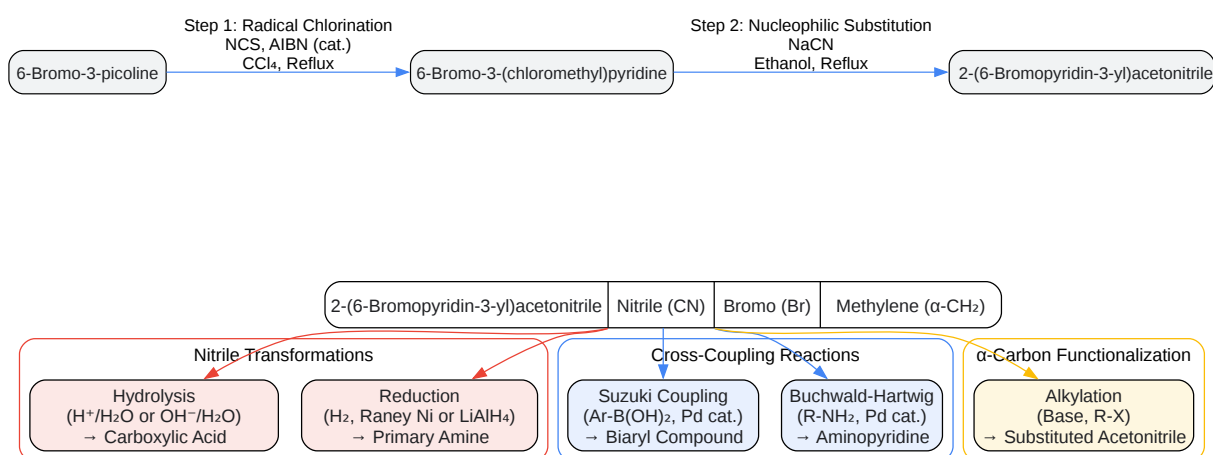 Step 1: Radical Chlorination
NCS, AIBN (cat.)
CCl₄, Reflux
Step 2: Nucleophilic Substitution
NaCN
Ethanol, Reflux
6-Bromo-3-picoline
6-Bromo-3-(chloromethyl)pyridine
2-(6-Bromopyridin-3-yl)acetonitrile
2-(6-Bromopyridin-3-yl)acetonitrile
Nitrile (CN)
Bromo (Br)
Methylene (α-CH₂)
Nitrile Transformations
Hydrolysis
(H⁺/H₂O or OH⁻/H₂O)
→ Carboxylic Acid
Reduction
(H₂, Raney Ni or LiAlH₄)
→ Primary Amine
Cross-Coupling Reactions
Suzuki Coupling
(Ar-B(OH)₂, Pd cat.)
→ Biaryl Compound
Buchwald-Hartwig
(R-NH₂, Pd cat.)
→ Aminopyridine
α-Carbon Functionalization
Alkylation
(Base, R-X)
→ Substituted Acetonitrile